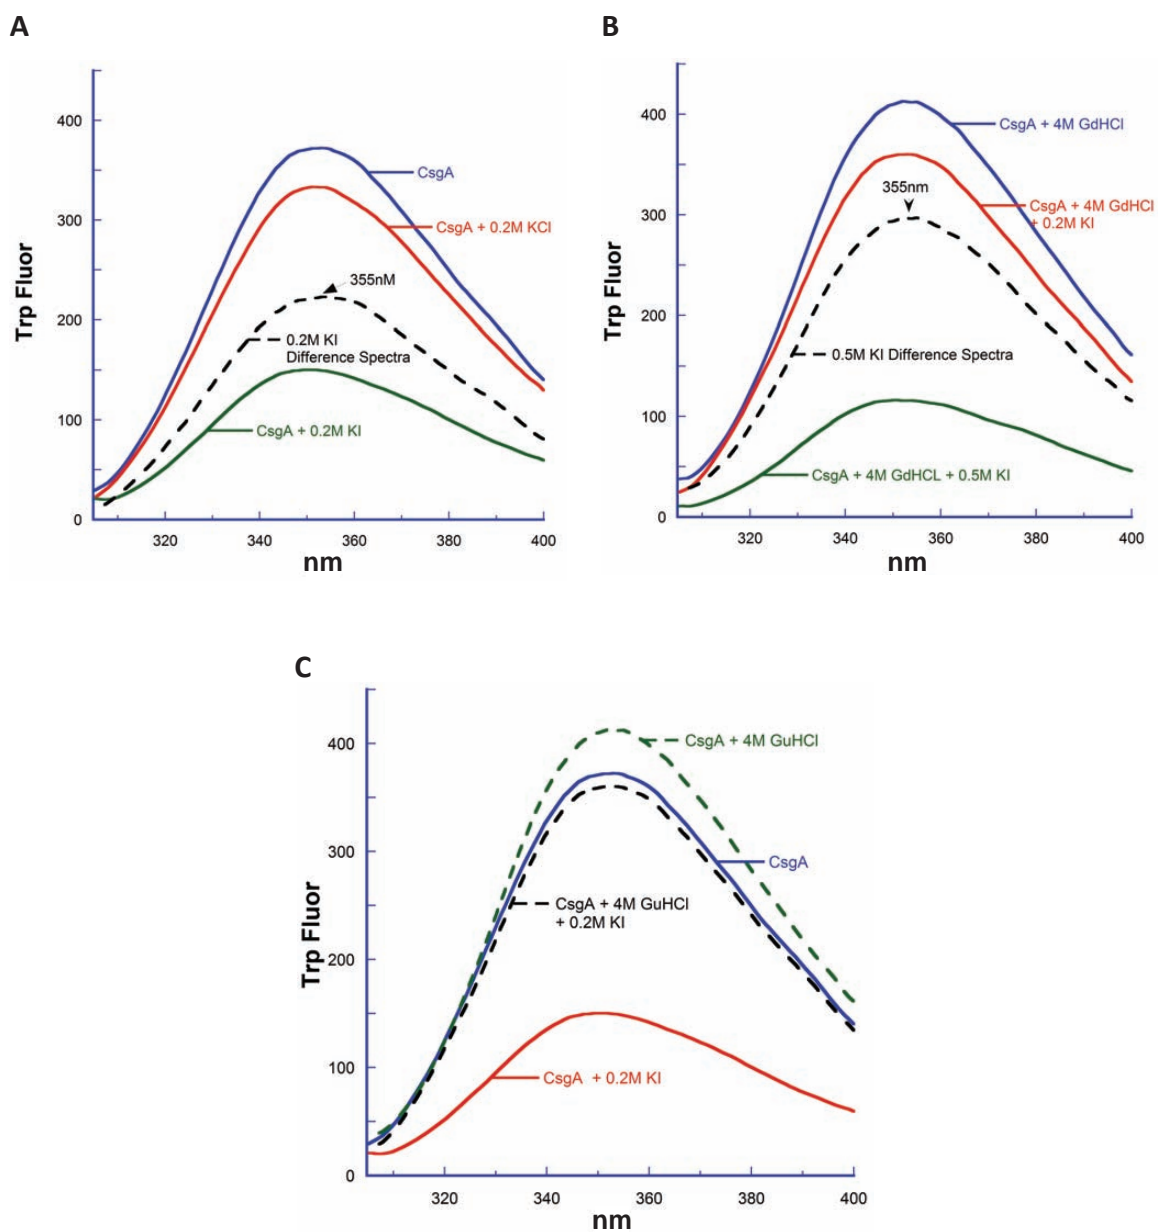 A
Trp Fluor
400
300
200
100
0
CsgA
CsgA + 0.2M KCl
355nM
0.2M KI
Difference Spectra
CsgA + 0.2M KI
320
340
360
380
400
nm
B
Trp Fluor
400
300
200
100
0
CsgA + 4M GdHCl
355nm
CsgA + 4M GdHCl
+ 0.2M KI
0.5M KI Difference Spectra
CsgA + 4M GdHCL + 0.5M KI
320
340
360
380
400
nm
C
Trp Fluor
400
300
200
100
0
CsgA + 4M GuHCl
CsgA
CsgA + 4M GuHCl
+ 0.2M KI
CsgA + 0.2M KI
320
340
360
380
400
nm